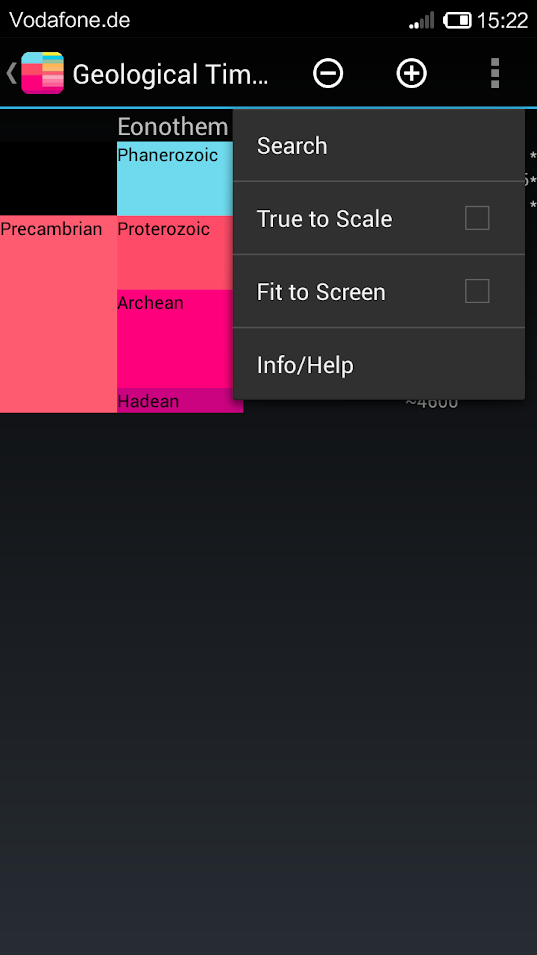 Vodafone.de 15:22
Geological Tim...
Eonothem
Search
Phanerozoic
*
5*
True to Scale
*
Precambrian Proterozoic
Fit to Screen
Archean
Info/Help
Hadean ~4600